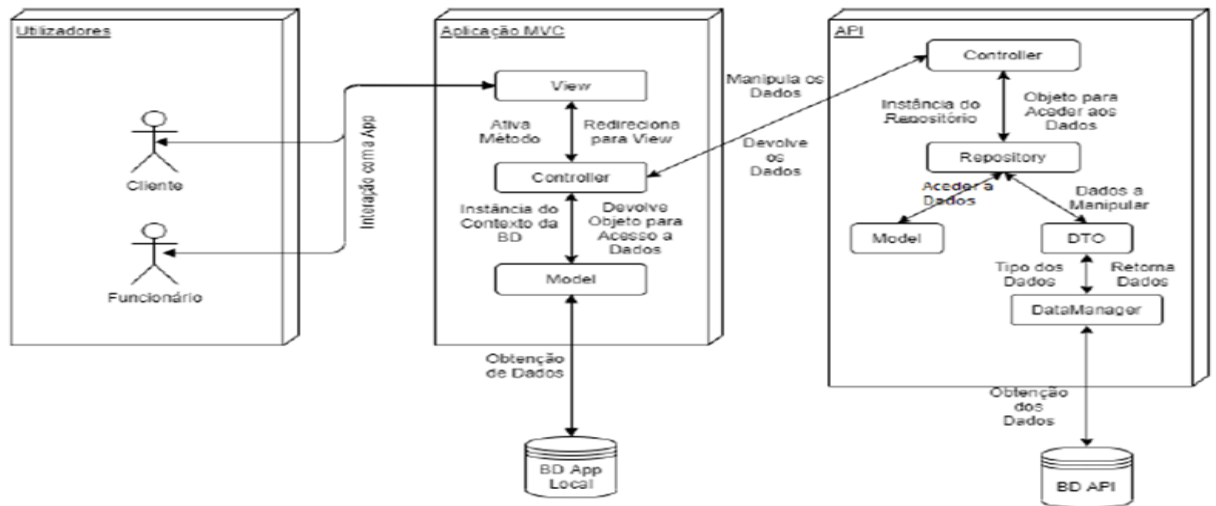 Utilizadores
Cliente
Funcionário
Interação com a App
Aplicação MVC
View
Ativa
Método
Redireciona
para View
Controller
Instância do
Contexto da
BD
Devolve
Objeto para
Acesso a
Dados
Model
Obtenção
de Dados
BD App
Local
Manipula os
Dados
Devolve
os
Dados
API
Controller
Instância do
Repositório
Objeto para
Aceder aos
Dados
Repository
Aceder a
Dados
Dados a
Manipular
Model
DTO
Tipo dos
Dados
Retorna
Dados
DataManager
Obtenção
dos
Dados
BD API